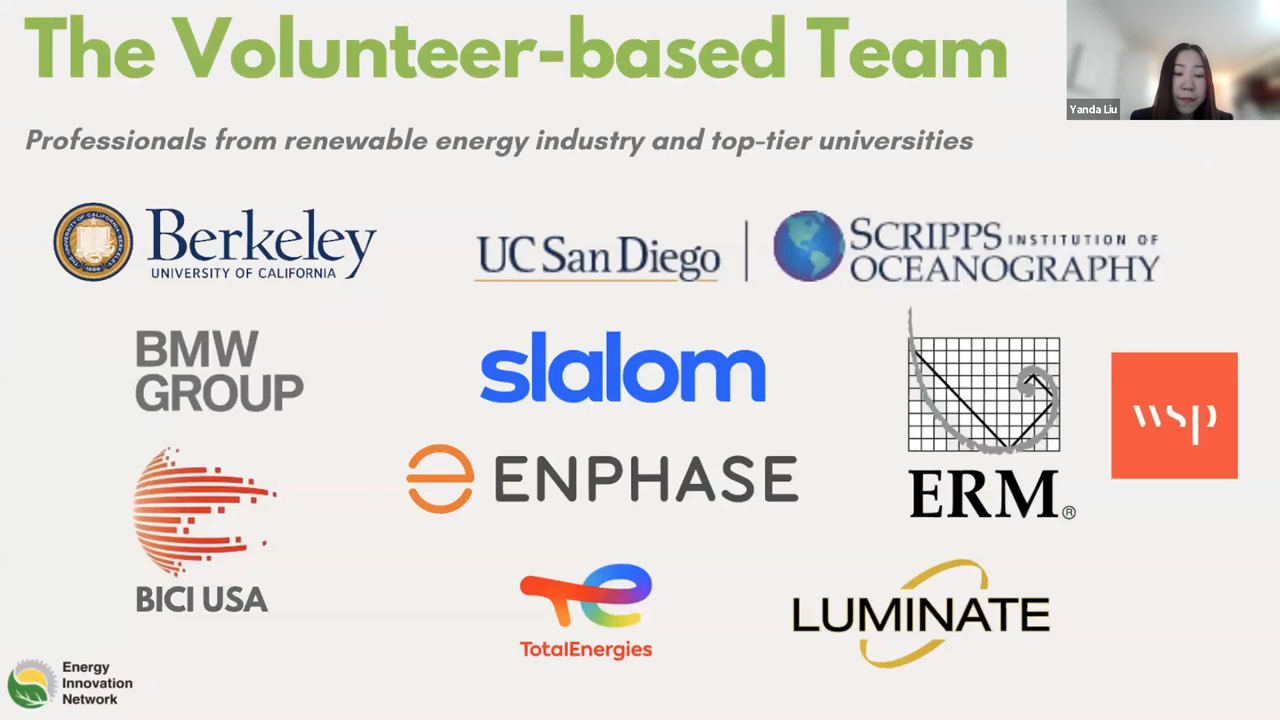 The Volunteer-based Team
Yanda Liu
Professionals from renewable energy industry and top-tier universities
Berkeley
UNIVERSITY OF CALIFORNIA
UC San Diego
SCRIPPS INSTITUTION OF
OCEANOGRAPHY
BMW
GROUP
slalom
ERM®
wsp
BICI USA
ENPHASE
TotalEnergies
LUMINATE
Energy
Innovation
Network